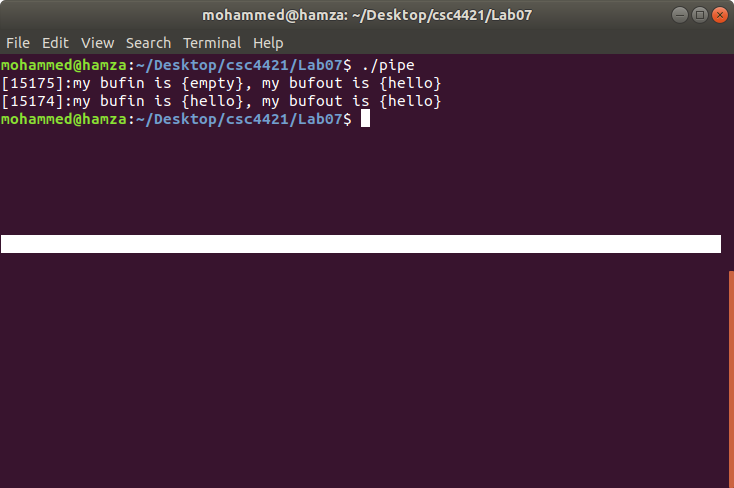 mohammed@hamza: ~/Desktop/csc4421/Lab07
File Edit View Search Terminal Help
mohammed@hamza:~/Desktop/csc4421/Lab07$ ./pipe
[15175]:my bufin is {empty}, my bufout is {hello}
[15174]:my bufin is {hello}, my bufout is {hello}
mohammed@hamza:~/Desktop/csc4421/Lab07$